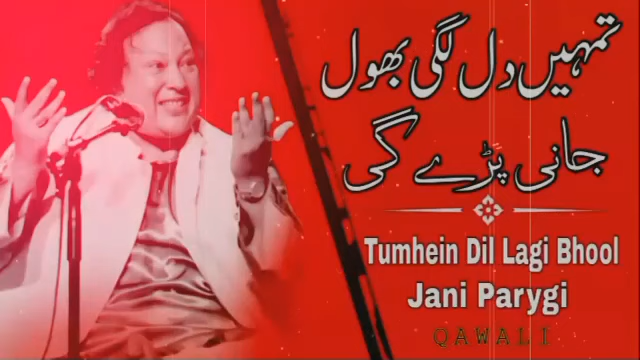 تمہیں دل لگی بھول
جانی پڑے گی
Tumhein Dil Lagi Bhool
Jani Parygi
QAWALI